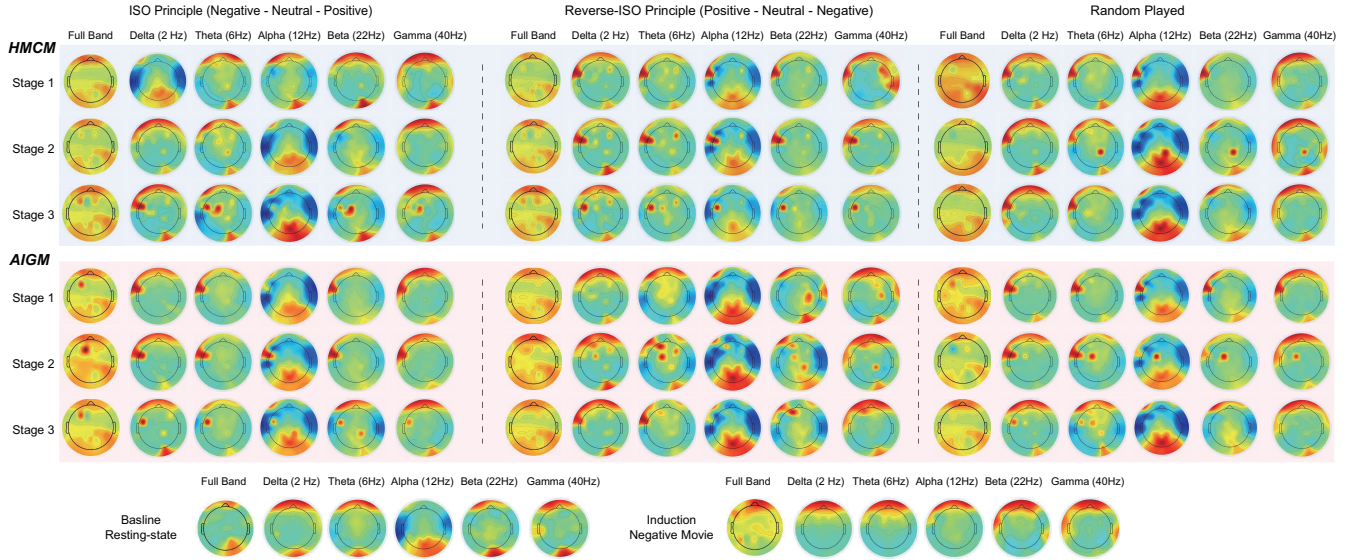 ISO Principle (Negative - Neutral - Positive) Reverse-ISO Principle (Positive - Neutral - Negative) Random Played
Full Band Delta (2 Hz) Theta (6Hz) Alpha (12Hz) Beta (22Hz) Gamma (40Hz) Full Band Delta (2 Hz) Theta (6Hz) Alpha (12Hz) Beta (22Hz) Gamma (40Hz) Full Band Delta (2 Hz) Theta (6Hz) Alpha (12Hz) Beta (22Hz) Gamma (40Hz)
HMCM
Stage 1
Stage 2
Stage 3
AIGM
Stage 1
Stage 2
Stage 3
Full Band Delta (2 Hz) Theta (6Hz) Alpha (12Hz) Beta (22Hz) Gamma (40Hz) Full Band Delta (2 Hz) Theta (6Hz) Alpha (12Hz) Beta (22Hz) Gamma (40Hz)
Basline Induction
Resting-state Negative Movie